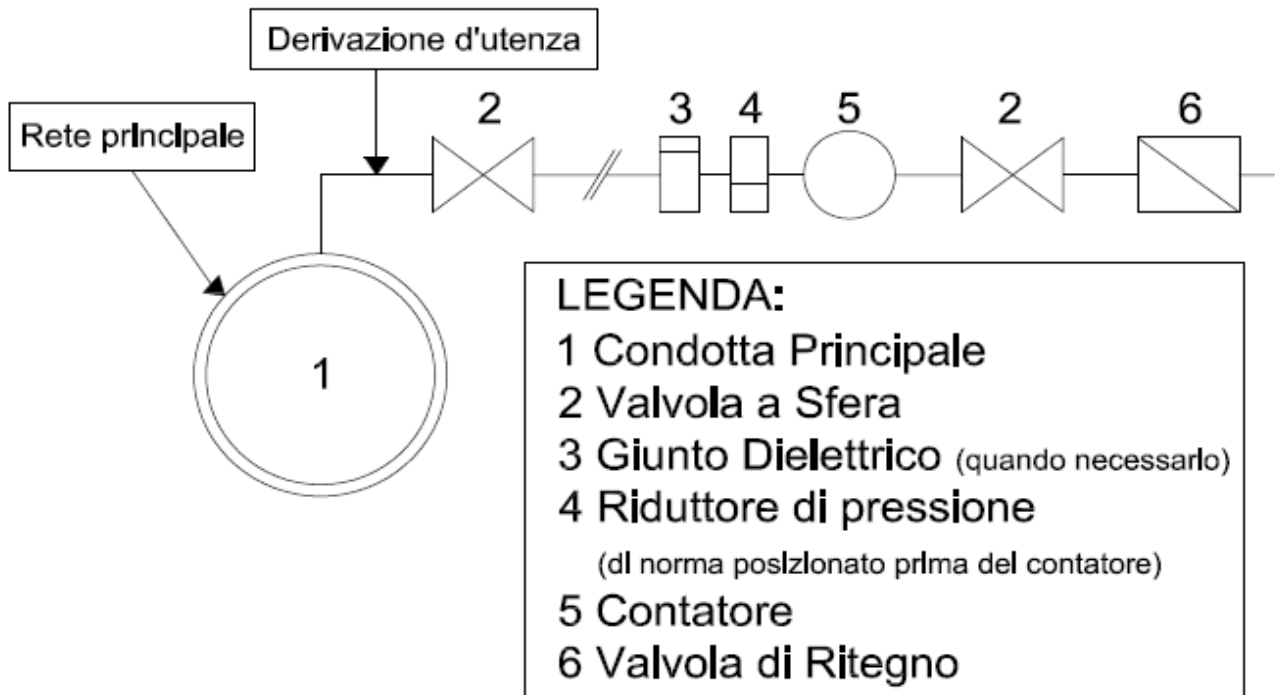 Derivazione d'utenza
Rete principale
2 3 4 5 2 6
1
LEGENDA:
1 Condotta Principale
2 Valvola a Sfera
3 Giunto Dielettrico (quando necessario)
4 Riduttore di pressione
(di norma posizionato prima del contatore)
5 Contatore
6 Valvola di Ritegno